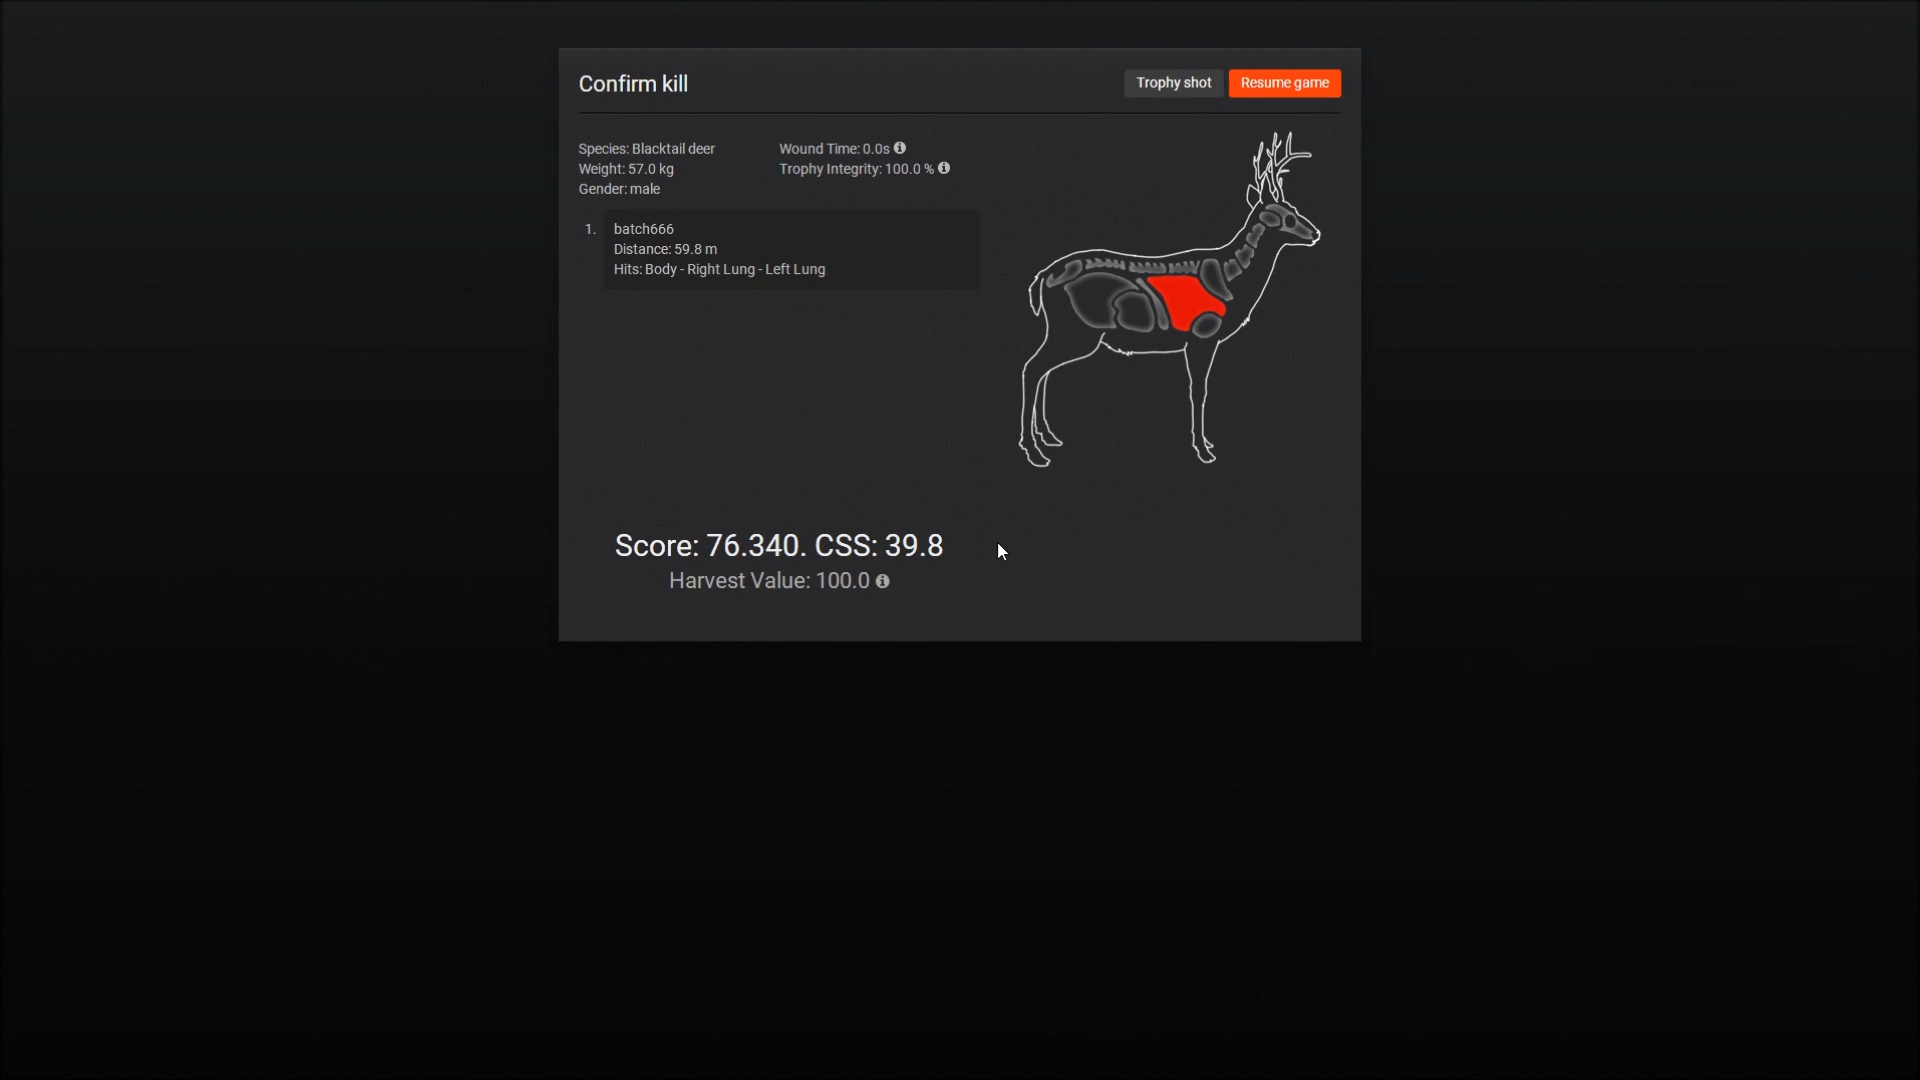 Confirm kill
Trophy shot
Resume game
Species: Blacktail deer
Weight: 57.0 kg
Gender: male
Wound Time: 0.0s
Trophy Integrity: 100.0 %
1.
batch666
Distance: 59.8 m
Hits: Body - Right Lung - Left Lung
Score: 76.340. CSS: 39.8
Harvest Value: 100.0